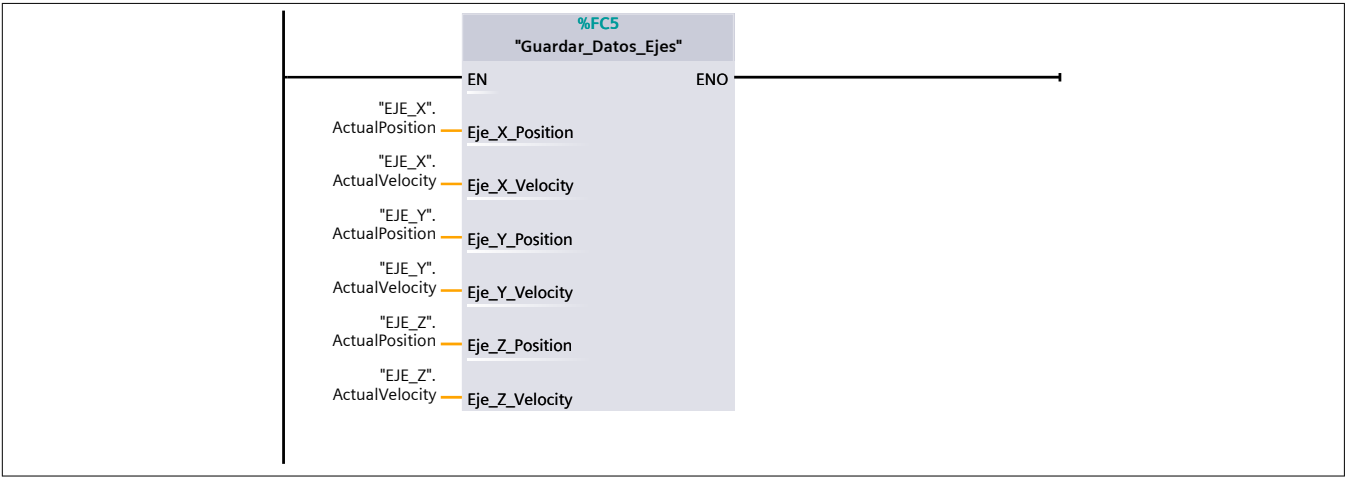 %FC5
"Guardar_Datos_Ejes"
EN ENO
"EJE_X".
ActualPosition Eje_X_Position
"EJE_X".
ActualVelocity Eje_X_Velocity
"EJE_Y".
ActualPosition Eje_Y_Position
"EJE_Y".
ActualVelocity Eje_Y_Velocity
"EJE_Z".
ActualPosition Eje_Z_Position
"EJE_Z".
ActualVelocity Eje_Z_Velocity